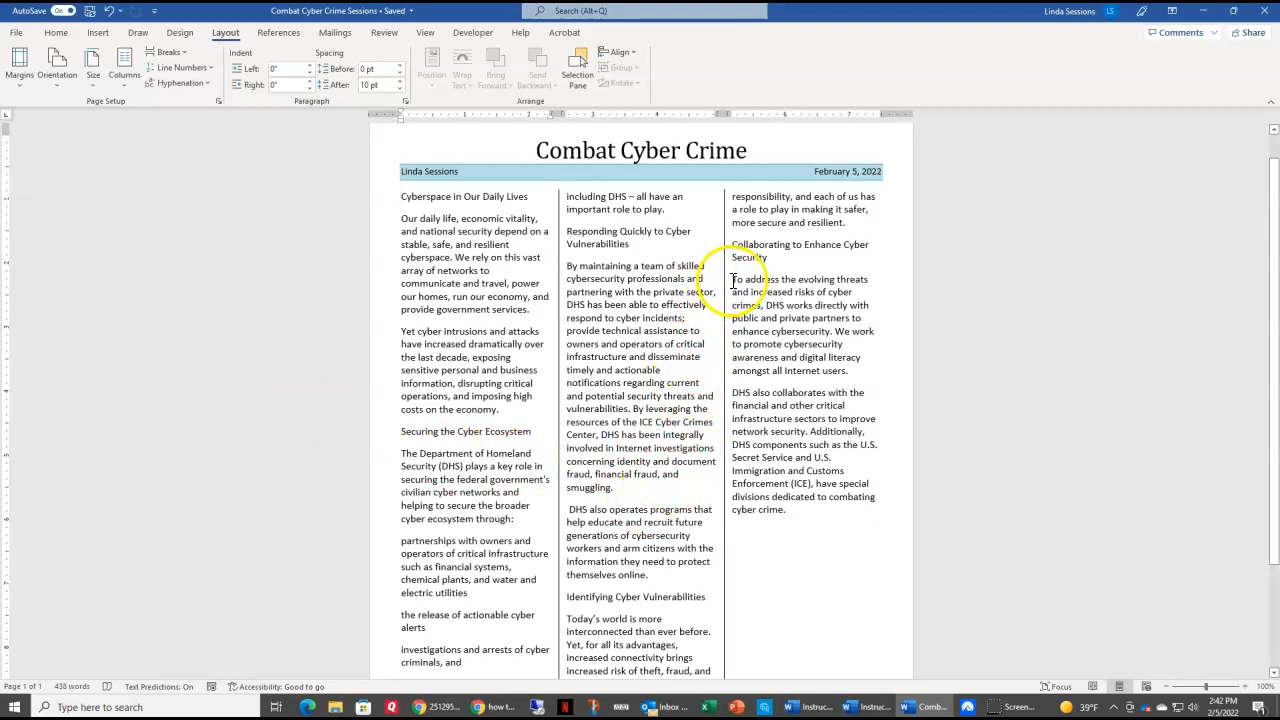 AutoSave On
Combat Cyber Crime Sessions • Saved
Search (Alt+Q)
Linda Sessions LS
File Home Insert Draw Design Layout References Mailings Review View Developer Help Acrobat
Comments Share
Margins Orientation Size Columns
Breaks
Line Numbers
Hyphenation
Page Setup
Indent
Left: 0"
Right: 0"
Spacing
Before: 0 pt
After: 10 pt
Paragraph
Position Wrap Text Bring Forward Send Backward Selection Pane
Align
Group
Rotate
Arrange
Combat Cyber Crime
Linda Sessions February 5, 2022
Cyberspace in Our Daily Lives
Our daily life, economic vitality,
and national security depend on a
stable, safe, and resilient
cyberspace. We rely on this vast
array of networks to
communicate and travel, power
our homes, run our economy, and
provide government services.
Yet cyber intrusions and attacks
have increased dramatically over
the last decade, exposing
sensitive personal and business
information, disrupting critical
operations, and imposing high
costs on the economy.
Securing the Cyber Ecosystem
The Department of Homeland
Security (DHS) plays a key role in
securing the federal government's
civilian cyber networks and
helping to secure the broader
cyber ecosystem through:
partnerships with owners and
operators of critical infrastructure
such as financial systems,
chemical plants, and water and
electric utilities
the release of actionable cyber
alerts
investigations and arrests of cyber
criminals, and
including DHS – all have an
important role to play.
Responding Quickly to Cyber
Vulnerabilities
By maintaining a team of skilled
cybersecurity professionals and
partnering with the private sector,
DHS has been able to effectively
respond to cyber incidents;
provide technical assistance to
owners and operators of critical
infrastructure and disseminate
timely and actionable
notifications regarding current
and potential security threats and
vulnerabilities. By leveraging the
resources of the ICE Cyber Crimes
Center, DHS has been integrally
involved in Internet investigations
concerning identity and document
fraud, financial fraud, and
smuggling.
DHS also operates programs that
help educate and recruit future
generations of cybersecurity
workers and arm citizens with the
information they need to protect
themselves online.
Identifying Cyber Vulnerabilities
Today's world is more
interconnected than ever before.
Yet, for all its advantages,
increased connectivity brings
increased risk of theft, fraud, and
responsibility, and each of us has
a role to play in making it safer,
more secure and resilient.
Collaborating to Enhance Cyber
Security
To address the evolving threats
and increased risks of cyber
crimes, DHS works directly with
public and private partners to
enhance cybersecurity. We work
to promote cybersecurity
awareness and digital literacy
amongst all Internet users.
DHS also collaborates with the
financial and other critical
infrastructure sectors to improve
network security. Additionally,
DHS components such as the U.S.
Secret Service and U.S.
Immigration and Customs
Enforcement (ICE), have special
divisions dedicated to combating
cyber crime.
Page 1 of 1 438 words Text Predictions: On Accessibility: Good to go Focus 100%
Type here to search
251295... how t... Inbox ... Instruc... Instruc... Comb... Screen... 39°F
2:42 PM
2/5/2022